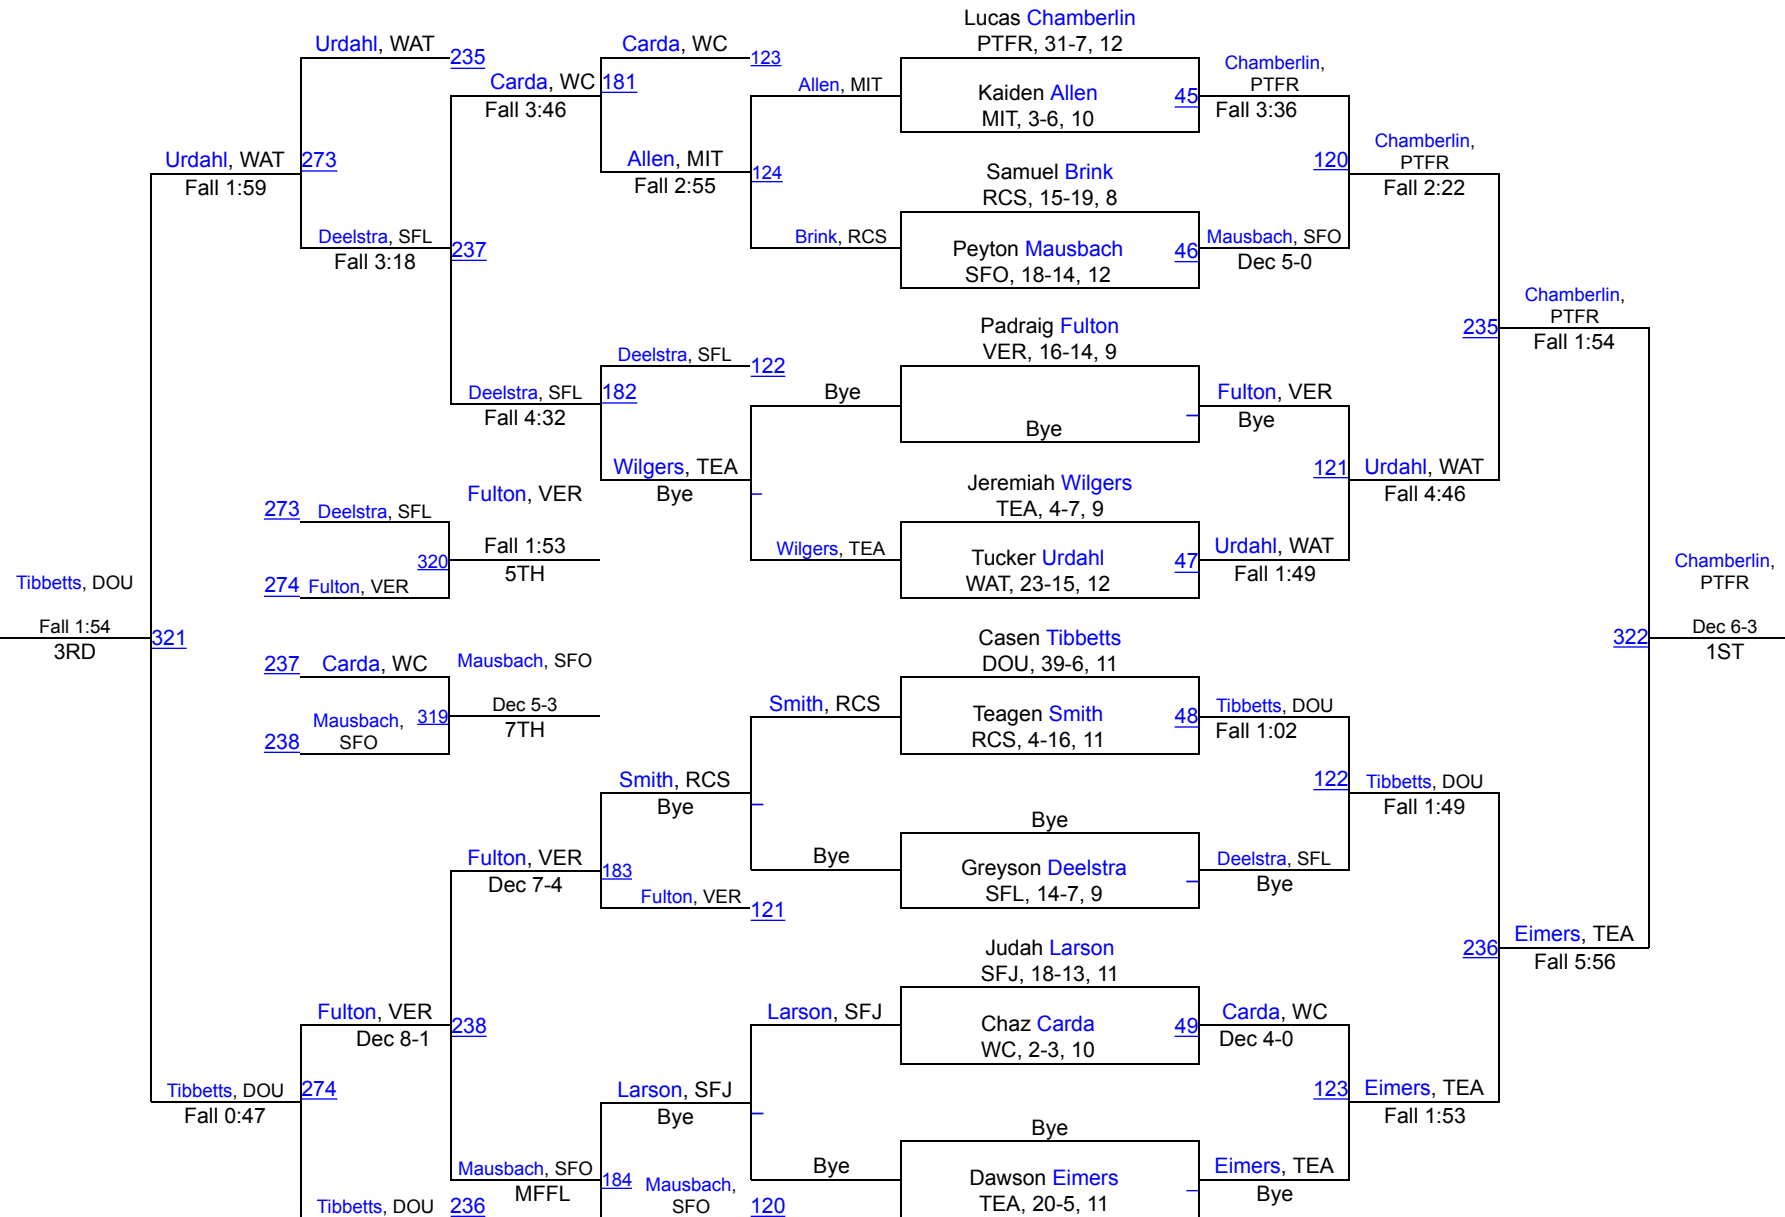 Lucas Chamberlin
PTFR, 31-7, 12
Urdahl, WAT
235
Carda, WC
123
Chamberlin,
PTFR
Carda, WC
181
Allen, MIT
Kaiden Allen
MIT, 3-6, 10
45
Fall 3:46
Fall 3:36
Chamberlin,
PTFR
Urdahl, WAT
273
Allen, MIT
124
Samuel Brink
RCS, 15-19, 8
120
Fall 1:59
Fall 2:55
Fall 2:22
Deelstra, SFL
237
Brink, RCS
Peyton Mausbach
SFO, 18-14, 12
46
Mausbach, SFO
Fall 3:18
Dec 5-0
Chamberlin,
PTFR
Padraig Fulton
VER, 16-14, 9
235
Fall 1:54
Deelstra, SFL
122
Deelstra, SFL
182
Bye
Fulton, VER
Fall 4:32
Bye
Bye
Wilgers, TEA
Bye
Jeremiah Wilgers
TEA, 4-7, 9
121
Urdahl, WAT
Fall 4:46
Fulton, VER
273
Deelstra, SFL
Fall 1:53
320
5TH
Wilgers, TEA
Tucker Urdahl
WAT, 23-15, 12
47
Urdahl, WAT
Fall 1:49
Tibbetts, DOU
274
Fulton, VER
Chamberlin,
PTFR
Fall 1:54
3RD
321
Casen Tibbetts
DOU, 39-6, 11
322
Dec 6-3
1ST
237
Carda, WC
Mausbach, SFO
Mausbach,
SFO
319
Dec 5-3
7TH
238
Smith, RCS
Teagen Smith
RCS, 4-16, 11
48
Tibbetts, DOU
Fall 1:02
Smith, RCS
Bye
122
Tibbetts, DOU
Fall 1:49
Bye
Fulton, VER
183
Dec 7-4
Bye
Greyson Deelstra
SFL, 14-7, 9
Deelstra, SFL
Bye
Fulton, VER
121
Judah Larson
SFJ, 18-13, 11
236
Eimers, TEA
Fall 5:56
Fulton, VER
238
Dec 8-1
Larson, SFJ
Chaz Carda
WC, 2-3, 10
49
Carda, WC
Dec 4-0
Tibbetts, DOU
274
Fall 0:47
Larson, SFJ
Bye
123
Eimers, TEA
Fall 1:53
Bye
Mausbach, SFO
MFFL
184
Bye
Dawson Eimers
TEA, 20-5, 11
Eimers, TEA
Bye
Tibbetts, DOU
236
Mausbach,
SFO
120